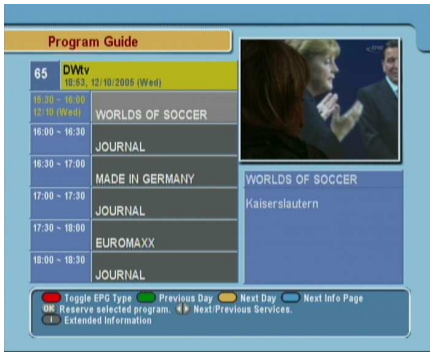 Program Guide
65 DWtv
18:53, 12/10/2005 (Wed)
15:30 ~ 16:00
12/10 (Wed) WORLDS OF SOCCER
16:00 ~ 16:30
JOURNAL
16:30 ~ 17:00
MADE IN GERMANY
17:00 ~ 17:30
JOURNAL
17:30 ~ 18:00
EUROMAXX
18:00 ~ 18:30
JOURNAL
WORLDS OF SOCCER
Kaiserslautern
Toggle EPG Type Previous Day Next Day Next Info Page
OK Reserve selected program. Next/Previous Services.
i Extended Information